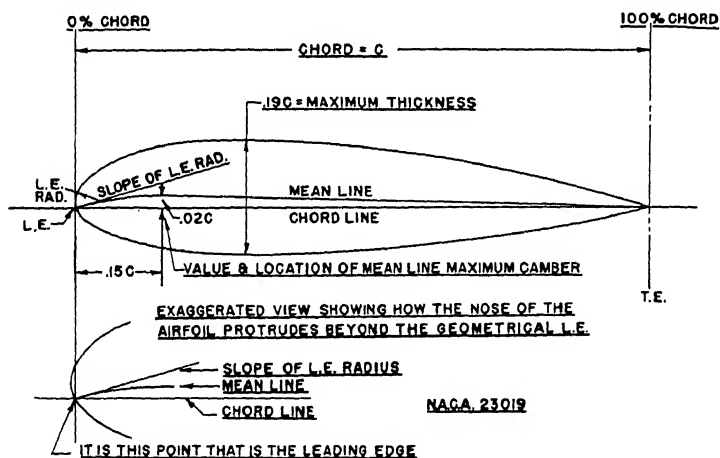 0% CHORD
100% CHORD
CHORD = C
.19C = MAXIMUM THICKNESS
SLOPE OF L.E. RAD.
L.E.
RAD.
MEAN LINE
.02C
CHORD LINE
L.E.
.15C
VALUE & LOCATION OF MEAN LINE MAXIMUM CAMBER
T.E.
EXAGGERATED VIEW SHOWING HOW THE NOSE OF THE
AIRFOIL PROTRUDES BEYOND THE GEOMETRICAL L.E.
SLOPE OF L.E. RADIUS
MEAN LINE
CHORD LINE
N.A.C.A. 23019
IT IS THIS POINT THAT IS THE LEADING EDGE